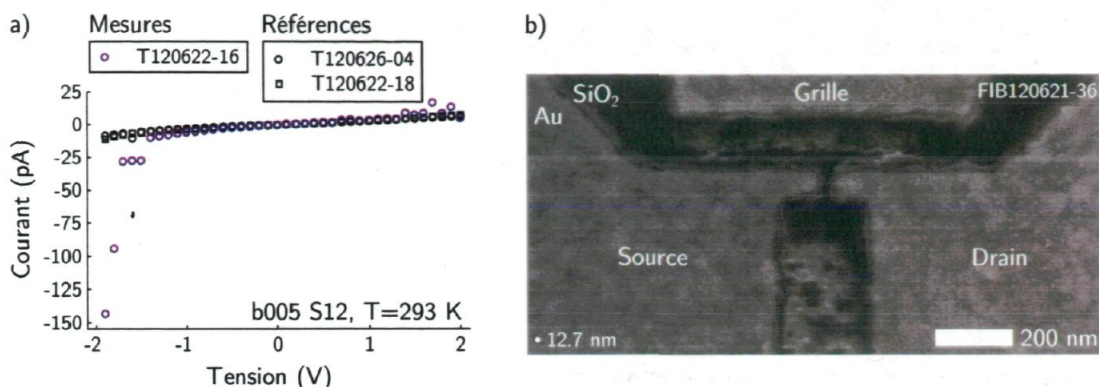 a)
Mesures
T120622-16
Références
T120626-04
T120622-18
25
0
-25
-50
-75
-100
-125
-150
Courant (pA)
b005 S12, T=293 K
-2
-1
0
1
2
Tension (V)
b)
SiO₂
Grille
FIB120621-36
Au
Source
Drain
• 12.7 nm
200 nm